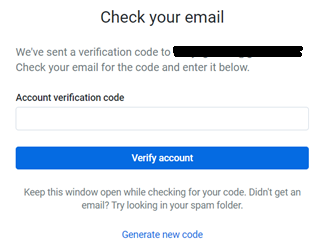 Check your email
We've sent a verification code to
Check your email for the code and enter it below.
Account verification code
Verify account
Keep this window open while checking for your code. Didn't get an
email? Try looking in your spam folder.
Generate new code